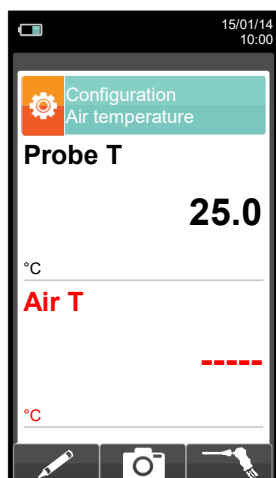 15/01/14
10:00
Configuration
Air temperature
Probe T
25.0
°C
Air T
-----
°C